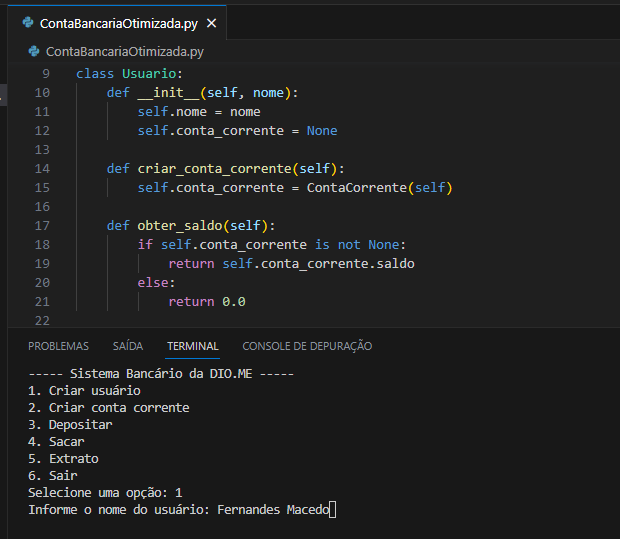 ContaBancariaOtimizada.py ×
ContaBancariaOtimizada.py
9 class Usuario:
10 def __init__(self, nome):
11 self.nome = nome
12 self.conta_corrente = None
13
14 def criar_conta_corrente(self):
15 self.conta_corrente = ContaCorrente(self)
16
17 def obter_saldo(self):
18 if self.conta_corrente is not None:
19 return self.conta_corrente.saldo
20 else:
21 return 0.0
22
PROBLEMAS SAÍDA TERMINAL CONSOLE DE DEPURAÇÃO
----- Sistema Bancário da DIO.ME -----
1. Criar usuário
2. Criar conta corrente
3. Depositar
4. Sacar
5. Extrato
6. Sair
Selecione uma opção: 1
Informe o nome do usuário: Fernandes Macedo